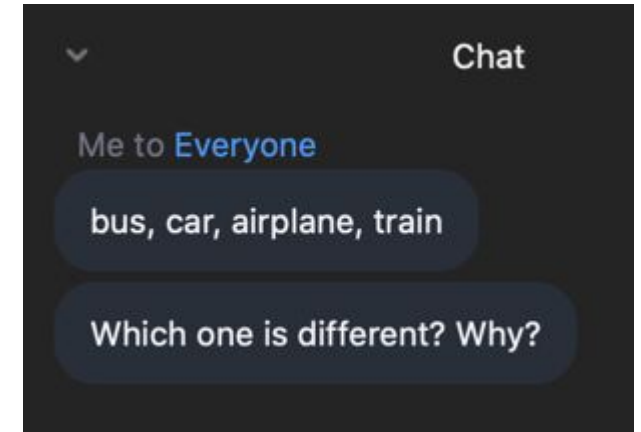 Chat
Me to Everyone
bus, car, airplane, train
Which one is different? Why?